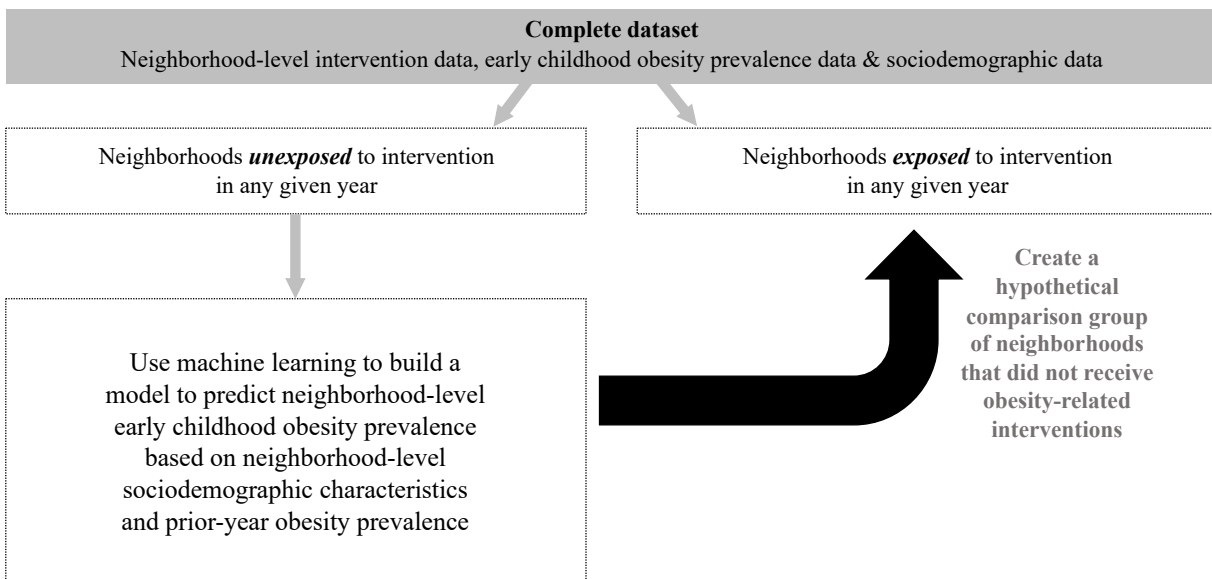 Complete dataset
Neighborhood-level intervention data, early childhood obesity prevalence data & sociodemographic data
Neighborhoods unexposed to intervention
in any given year
Neighborhoods exposed to intervention
in any given year
Use machine learning to build a
model to predict neighborhood-level
early childhood obesity prevalence
based on neighborhood-level
sociodemographic characteristics
and prior-year obesity prevalence
Create a
hypothetical
comparison group
of neighborhoods
that did not receive
obesity-related
interventions